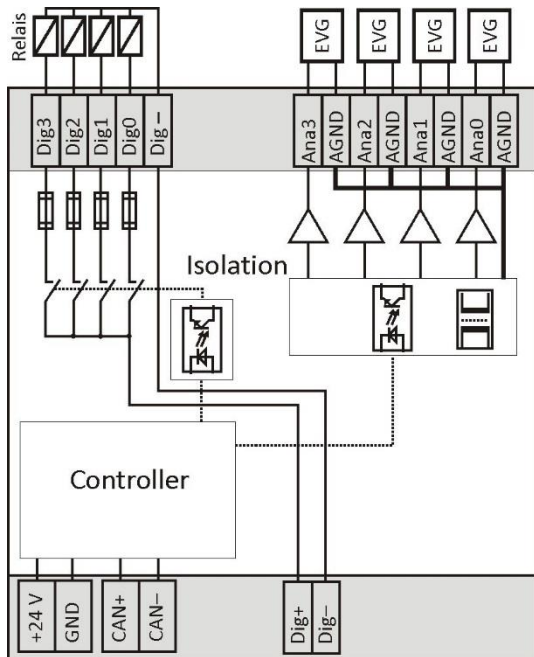 Relais
EVG
EVG
EVG
EVG
Dig3
Dig2
Dig1
Dig0
Dig –
Ana3
AGND
Ana2
AGND
Ana1
AGND
Ana0
AGND
Isolation
Controller
+24 V
GND
CAN+
CAN–
Dig+
Dig–